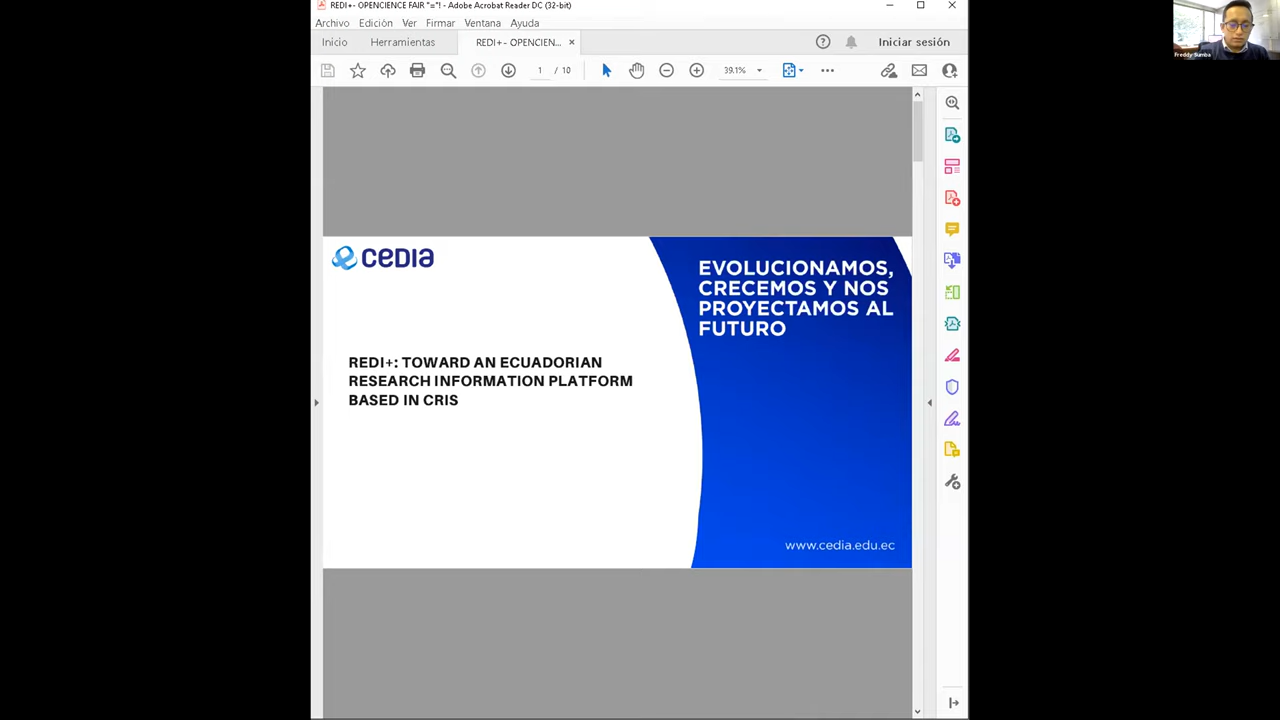 REDI+- OPENCIENCE FAIR "="! - Adobe Acrobat Reader DC (32-bit)
Archivo Edición Ver Firmar Ventana Ayuda
Inicio Herramientas REDI+ - OPENCIEN... × Iniciar sesión
1 / 10 39.1%
cedia
EVOLUCIONAMOS,
CRECEMOS Y NOS
PROYECTAMOS AL
FUTURO
REDI+: TOWARD AN ECUADORIAN
RESEARCH INFORMATION PLATFORM
BASED IN CRIS
www.cedia.edu.ec
Freddy Sumba